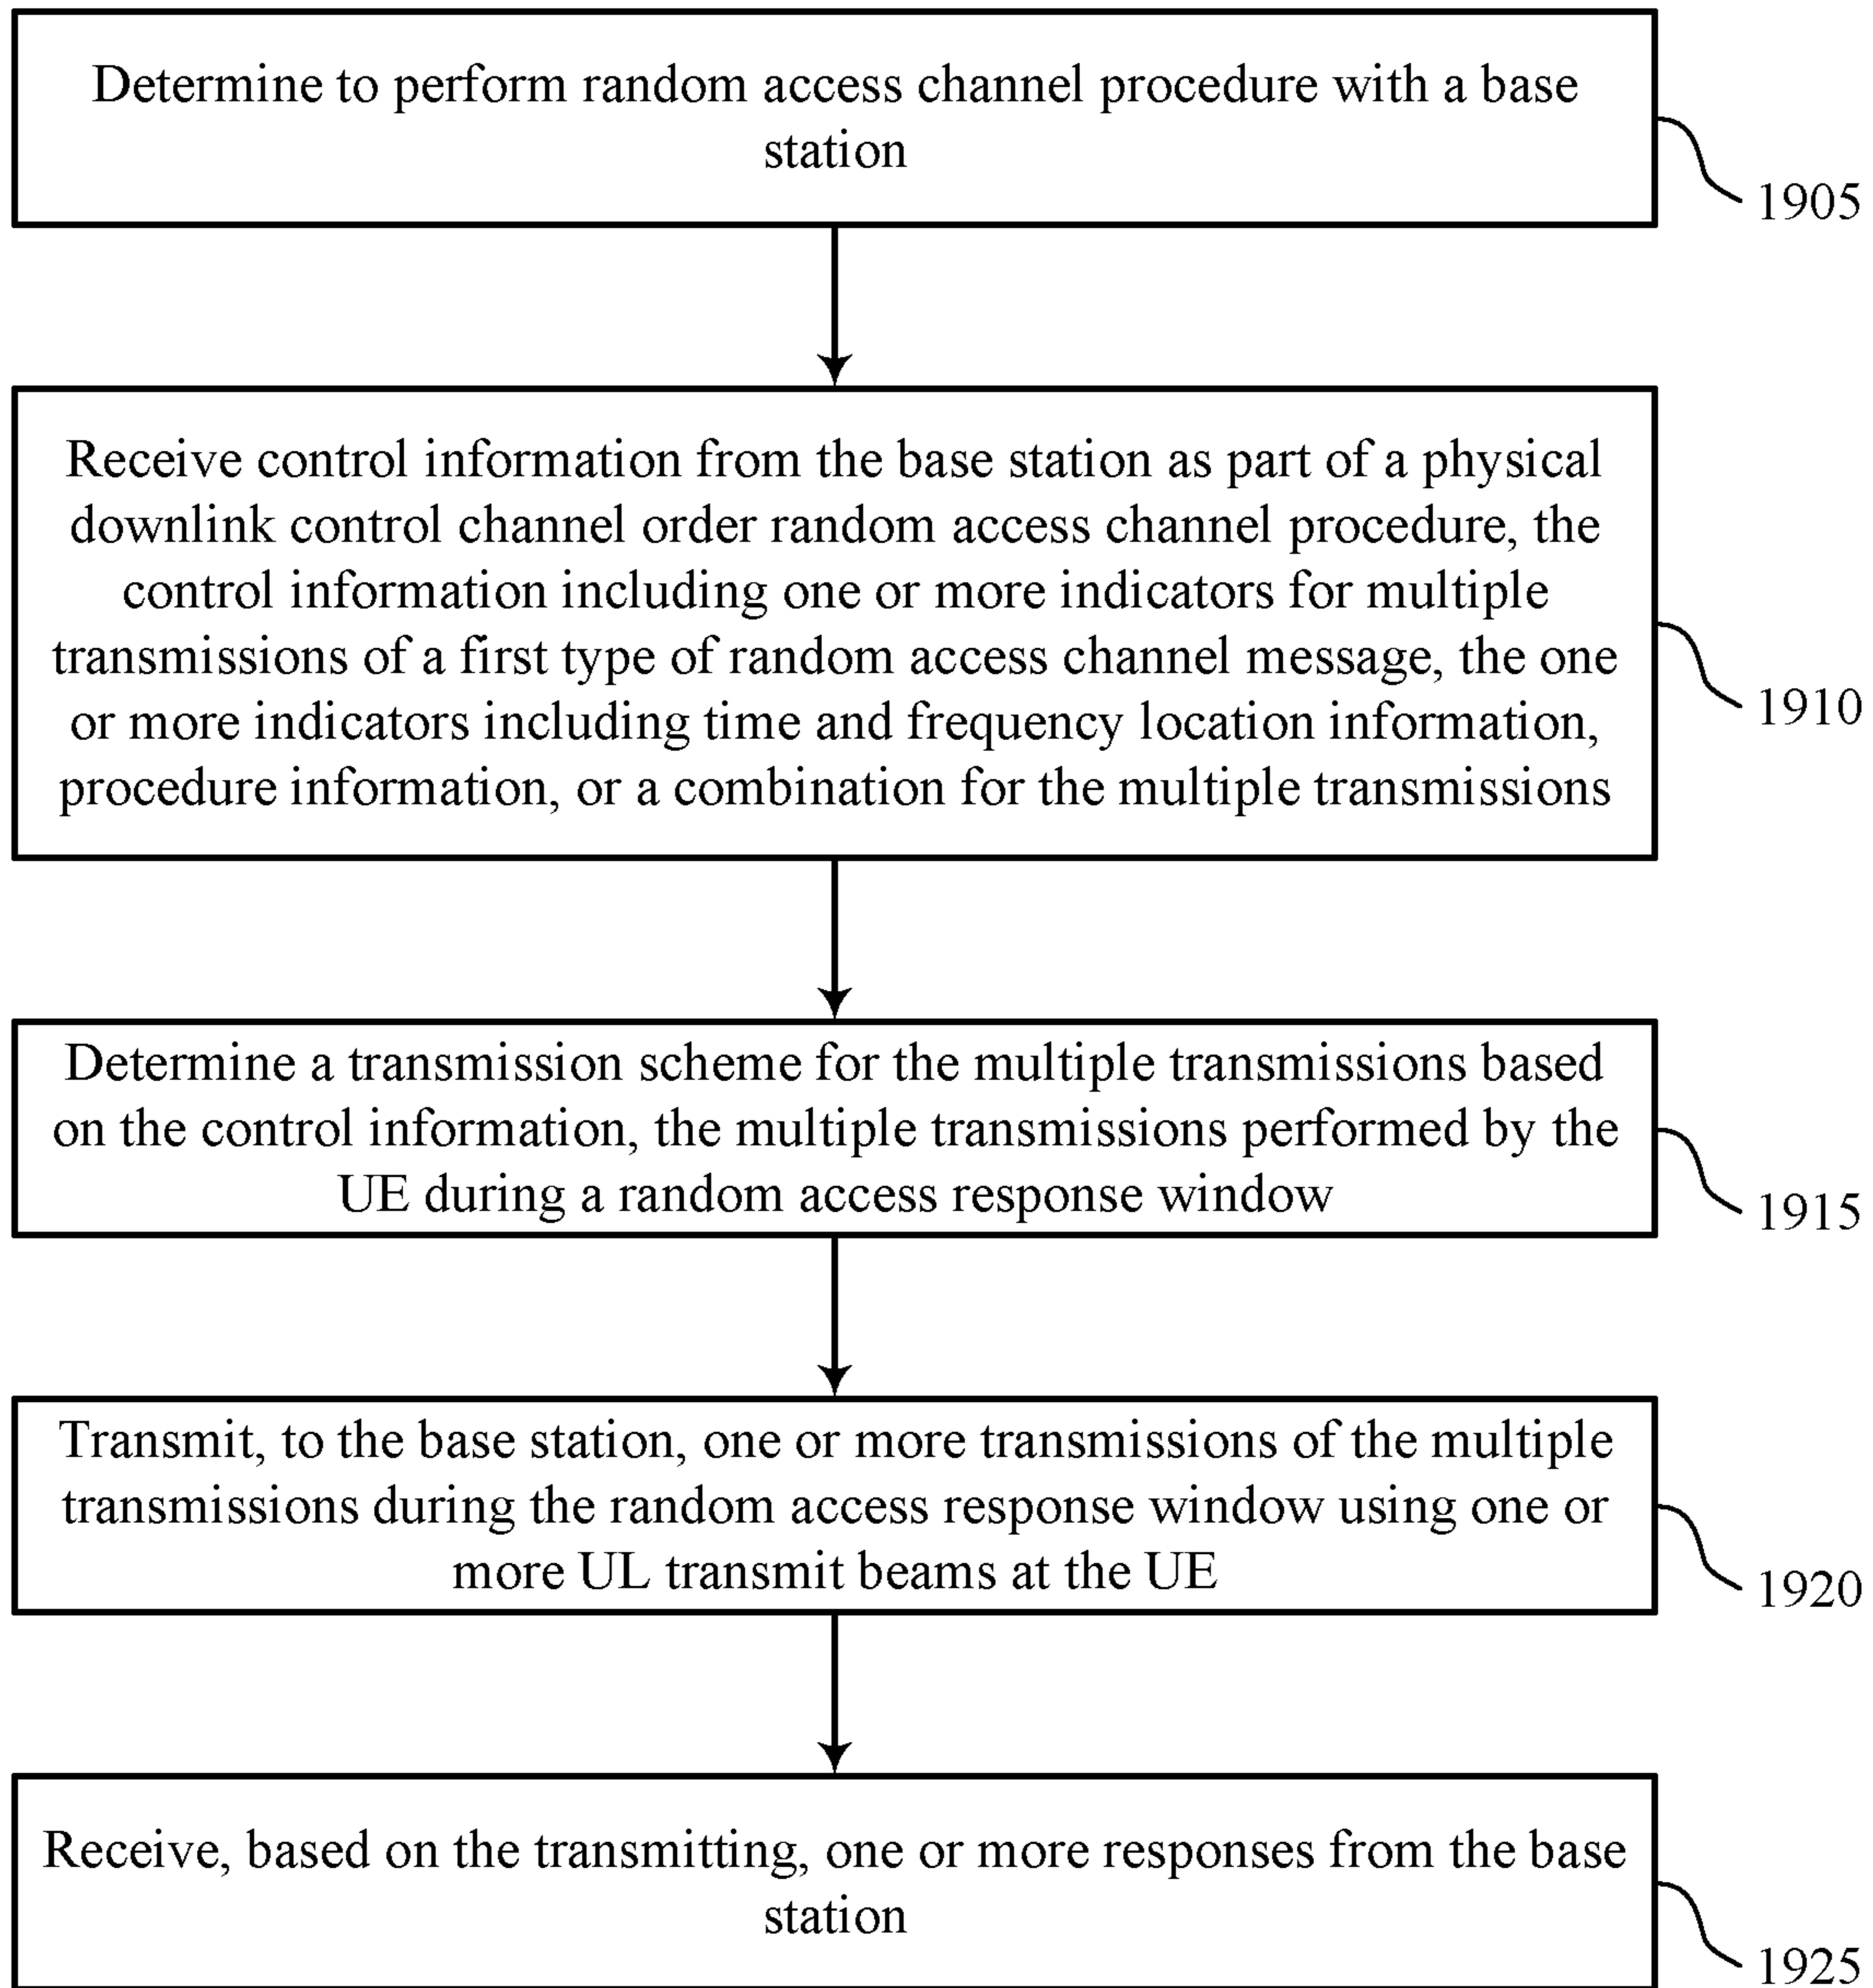 Determine to perform random access channel procedure with a base
station
1905
Receive control information from the base station as part of a physical
downlink control channel order random access channel procedure, the
control information including one or more indicators for multiple
transmissions of a first type of random access channel message, the one
or more indicators including time and frequency location information,
procedure information, or a combination for the multiple transmissions
1910
Determine a transmission scheme for the multiple transmissions based
on the control information, the multiple transmissions performed by the
UE during a random access response window
1915
Transmit, to the base station, one or more transmissions of the multiple
transmissions during the random access response window using one or
more UL transmit beams at the UE
1920
Receive, based on the transmitting, one or more responses from the base
station
1925